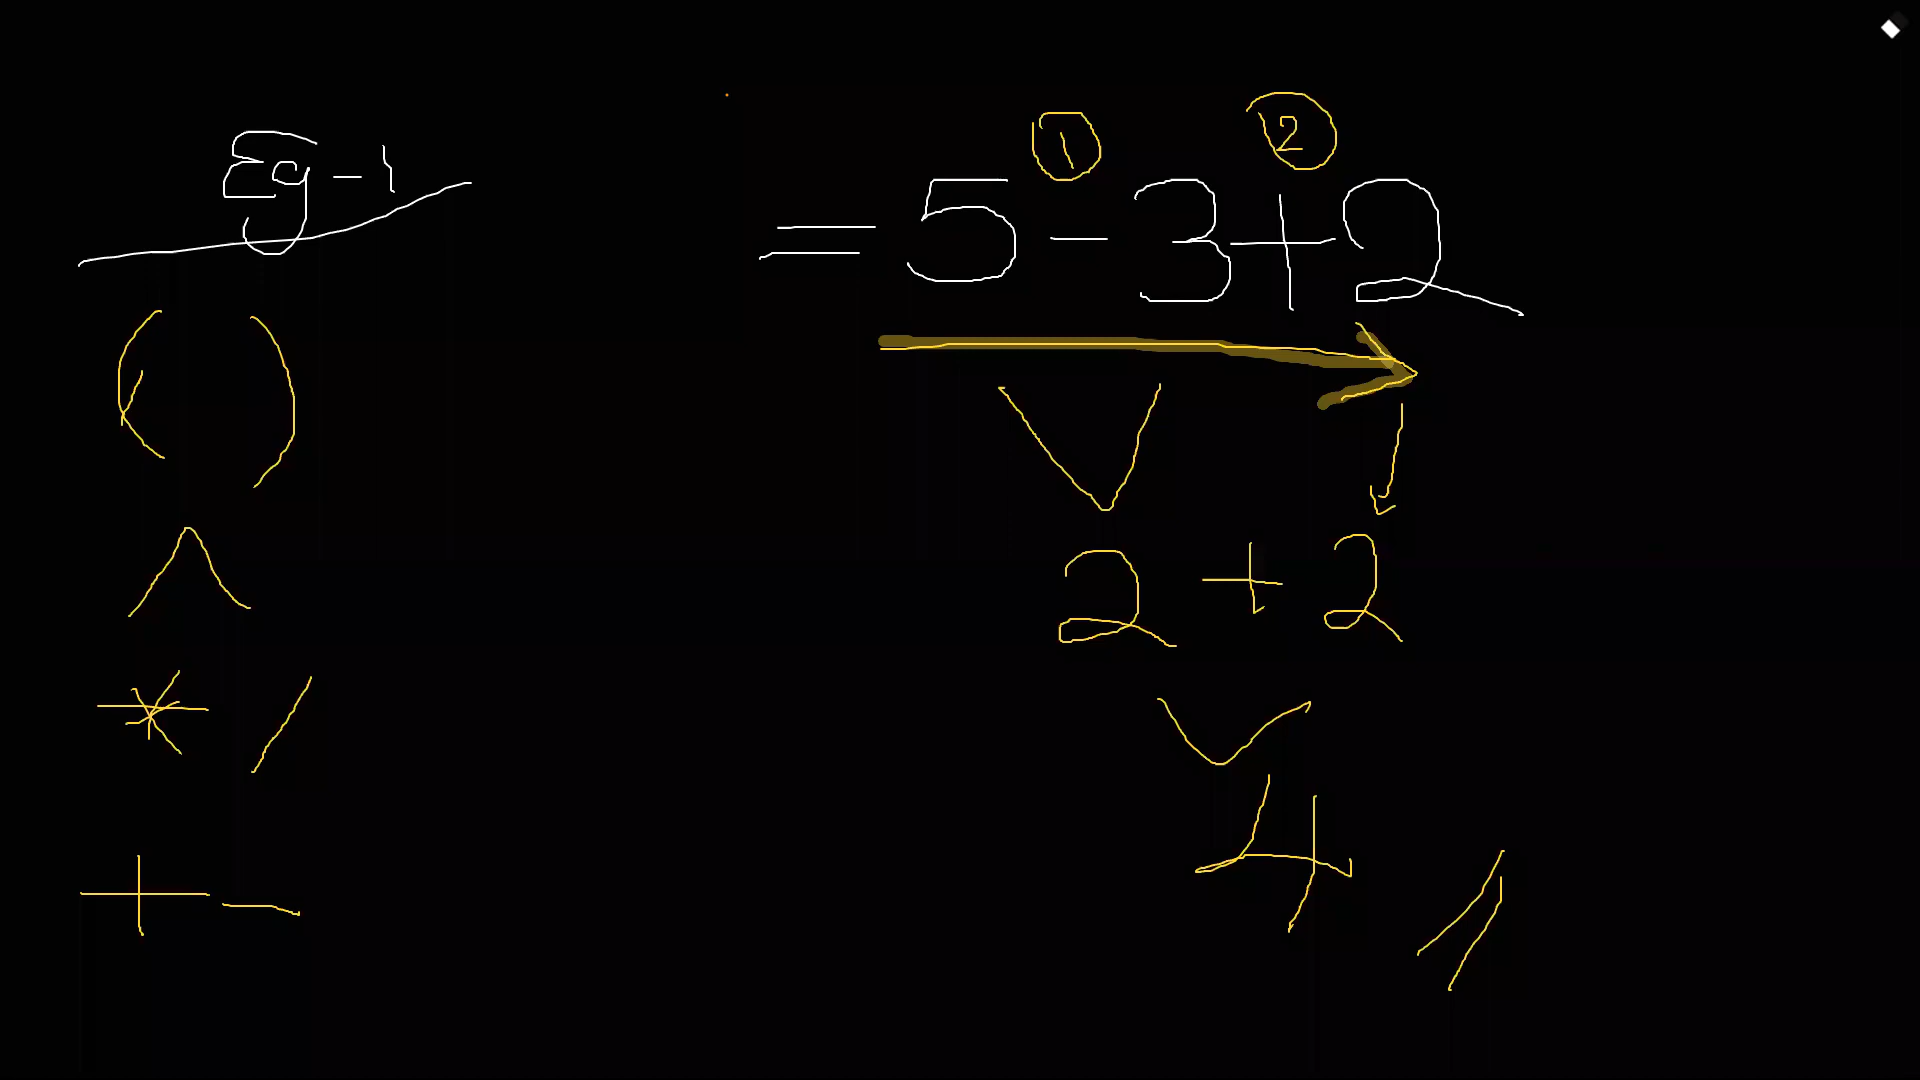 Eg - 1
① ②
= 5 - 3 + 2
( )
^
2 + 2
* /
4 //
+ -